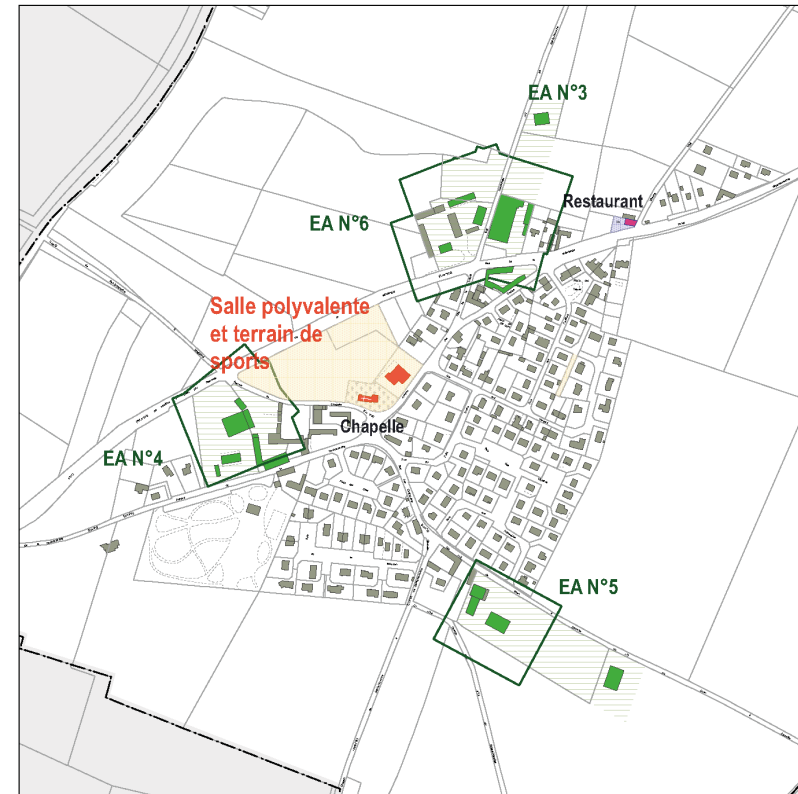 EA N°3
Restaurant
EA N°6
Salle polyvalente
et terrain de
sports
Chapelle
EA N°4
EA N°5